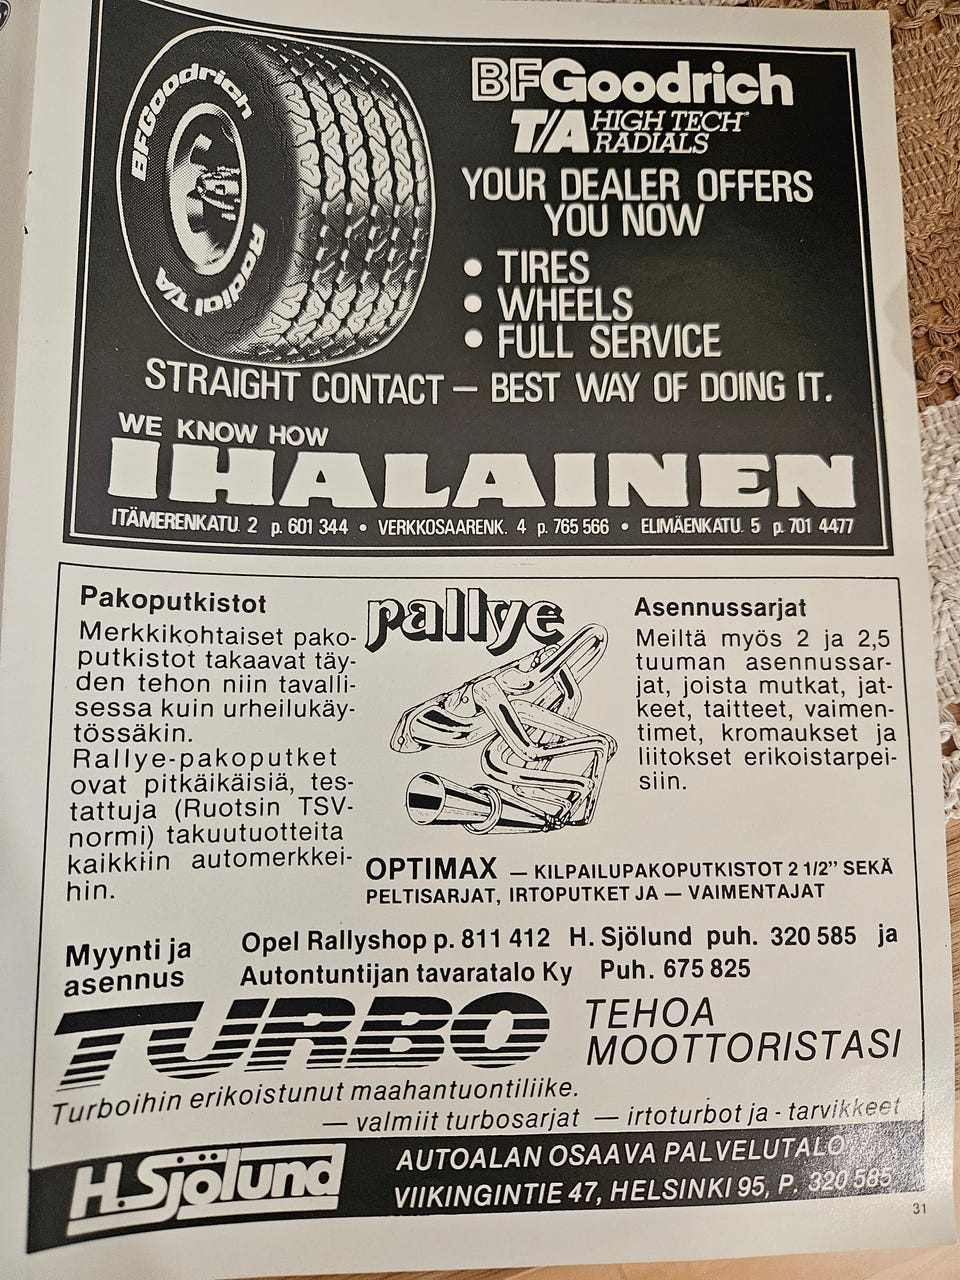 BFGoodrich
Radial T/A
BFGoodrich
T/A HIGH TECH
RADIALS
YOUR DEALER OFFERS
YOU NOW
• TIRES
• WHEELS
• FULL SERVICE
STRAIGHT CONTACT – BEST WAY OF DOING IT.
WE KNOW HOW
IHALAINEN
ITÄMERENKATU. 2 p. 601 344 • VERKKOSAARENK. 4 p. 765 566 • ELIMÄENKATU. 5 p. 701 4477
Pakoputkistot
Merkkikohtaiset pako-
putkistot takaavat täy-
den tehon niin tavalli-
sessa kuin urheilukäy-
tössäkin.
Rallye-pakoputket
ovat pitkäikäisiä, tes-
tattuja (Ruotsin TSV-
normi) takuutuotteita
kaikkiin automerkkei-
hin.
rallye
Asennussarjat
Meiltä myös 2 ja 2,5
tuuman asennussar-
jat, joista mutkat, jat-
keet, taitteet, vaimen-
timet, kromaukset ja
liitokset erikoistarpei-
siin.
OPTIMAX — KILPAILUPAKOPUTKISTOT 2 1/2” SEKÄ
PELTISARJAT, IRTOPUTKET JA — VAIMENTAJAT
Myynti ja
asennus
Opel Rallyshop p. 811 412 H. Sjölund puh. 320 585 ja
Autontuntijan tavaratalo Ky Puh. 675 825
TURBO
TEHOA
MOOTTORISTASI
Turboihin erikoistunut maahantuontiliike.
— valmiit turbosarjat — irtoturbot ja - tarvikkeet
H. Sjölund
AUTOALAN OSAAVA PALVELUTALO
VIIKINGINTIE 47, HELSINKI 95, P. 320 585
31